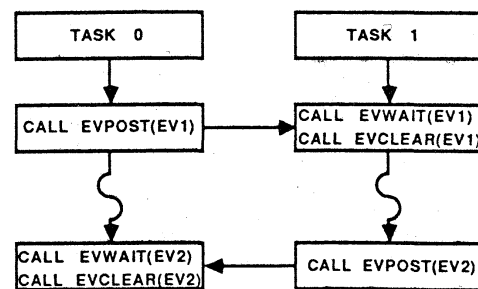 TASK 0
TASK 1
CALL EVPOST(EV1)
CALL EVWAIT(EV1)
CALL EVCLEAR(EV1)
CALL EVWAIT(EV2)
CALL EVCLEAR(EV2)
CALL EVPOST(EV2)